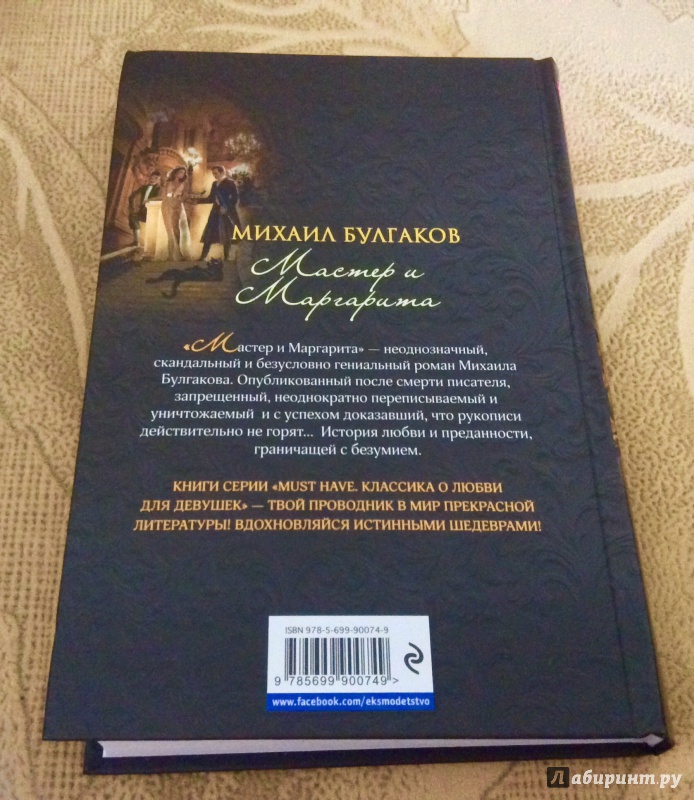 МИХАИЛ БУЛГАКОВ
Мастер и
Маргарита
«Мастер и Маргарита» — неоднозначный,
скандальный и безусловно гениальный роман Михаила
Булгакова. Опубликованный после смерти писателя,
запрещенный, неоднократно переписываемый и
уничтожаемый и с успехом доказавший, что рукописи
действительно не горят... История любви и преданности,
граничащей с безумием.
КНИГИ СЕРИИ «MUST HAVE. КЛАССИКА О ЛЮБВИ
ДЛЯ ДЕВУШЕК» — ТВОЙ ПРОВОДНИК В МИР ПРЕКРАСНОЙ
ЛИТЕРАТУРЫ! ВДОХНОВЛЯЙСЯ ИСТИННЫМИ ШЕДЕВРАМИ!
ISBN 978-5-699-90074-9
9 785699 900749 >
www.facebook.com/eksmodetstvo
Лабиринт.ру